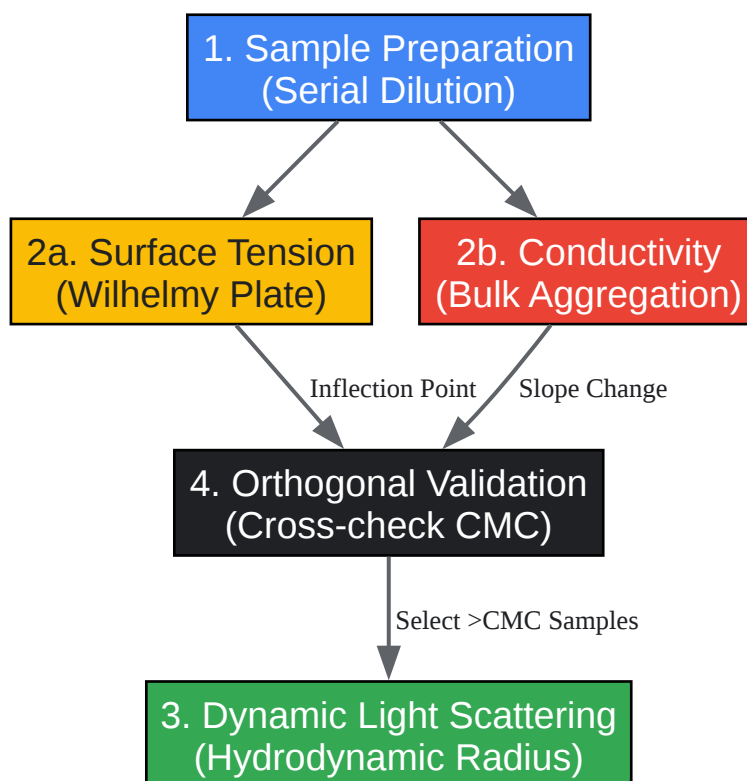 1. Sample Preparation
(Serial Dilution)
2a. Surface Tension
(Wilhelmy Plate)
2b. Conductivity
(Bulk Aggregation)
Inflection Point
Slope Change
4. Orthogonal Validation
(Cross-check CMC)
Select >CMC Samples
3. Dynamic Light Scattering
(Hydrodynamic Radius)